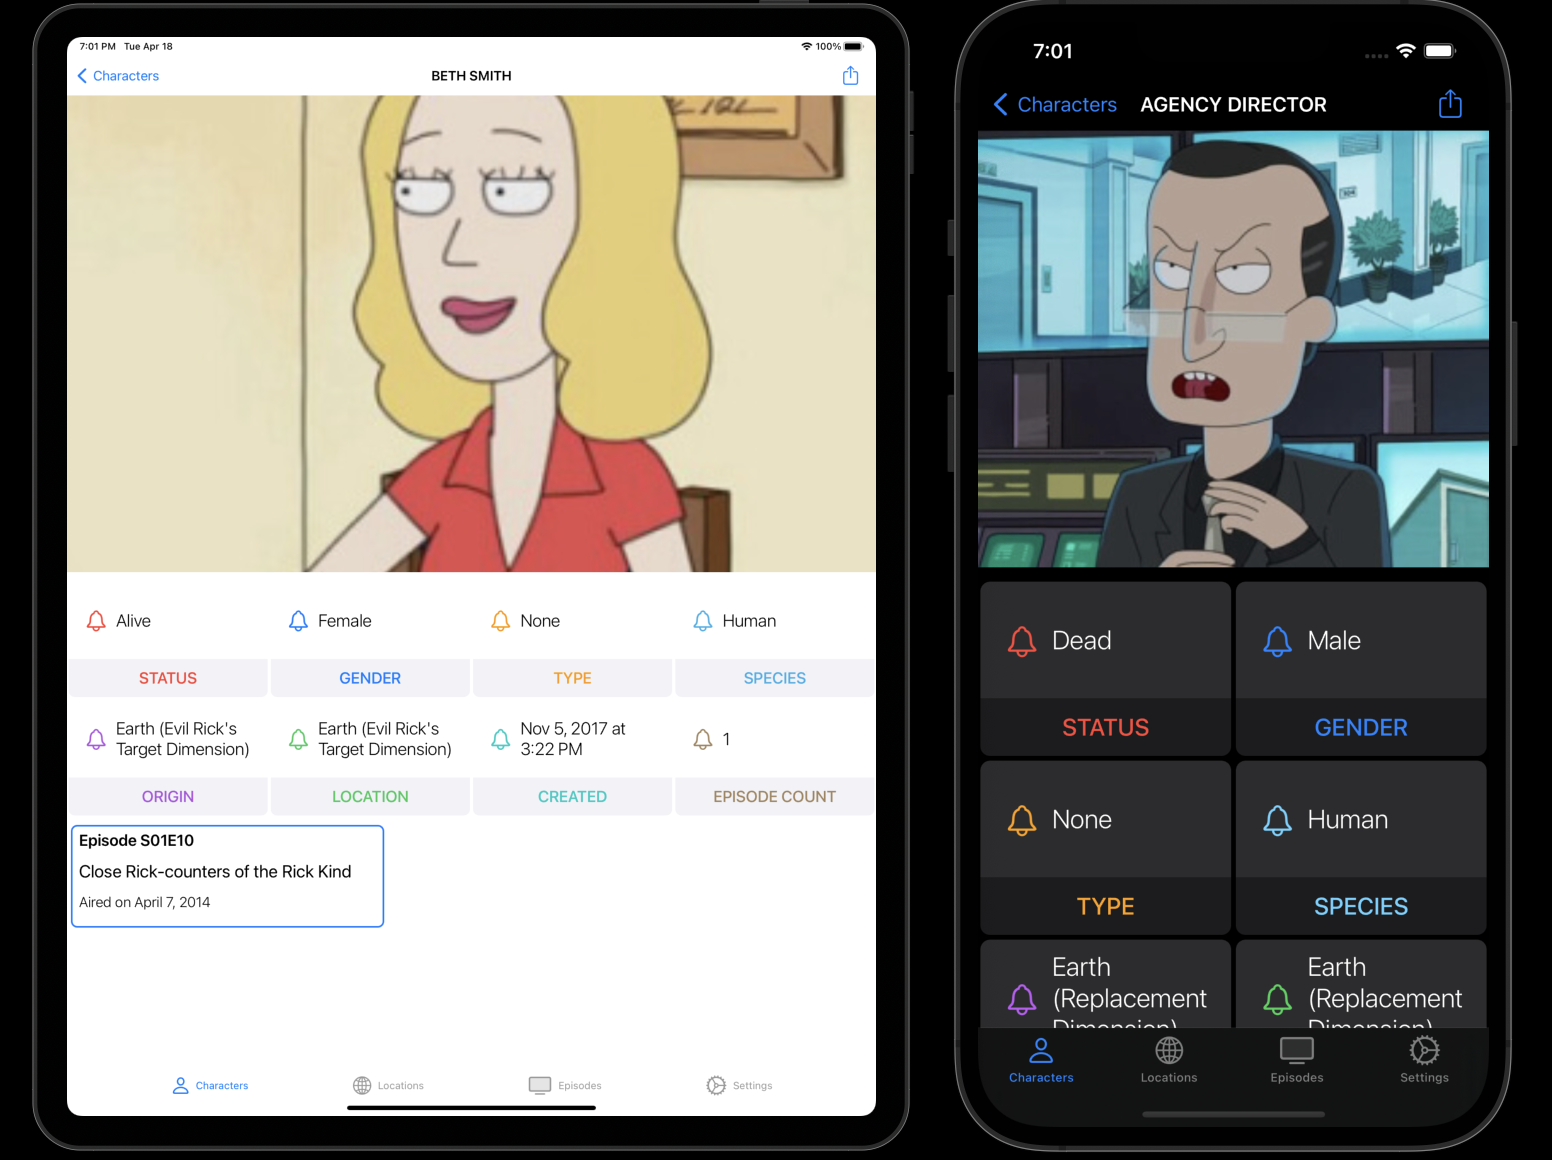 7:01 PM Tue Apr 18
100%
Characters
BETH SMITH
Alive
Female
None
Human
STATUS
GENDER
TYPE
SPECIES
Earth (Evil Rick's
Target Dimension)
Earth (Evil Rick's
Target Dimension)
Nov 5, 2017 at
3:22 PM
1
ORIGIN
LOCATION
CREATED
EPISODE COUNT
Episode S01E10
Close Rick-counters of the Rick Kind
Aired on April 7, 2014
Characters
Locations
Episodes
Settings
7:01
Characters
AGENCY DIRECTOR
Dead
Male
STATUS
GENDER
None
Human
TYPE
SPECIES
Earth
(Replacement
Dimension)
Earth
(Replacement
Dimension)
Characters
Locations
Episodes
Settings